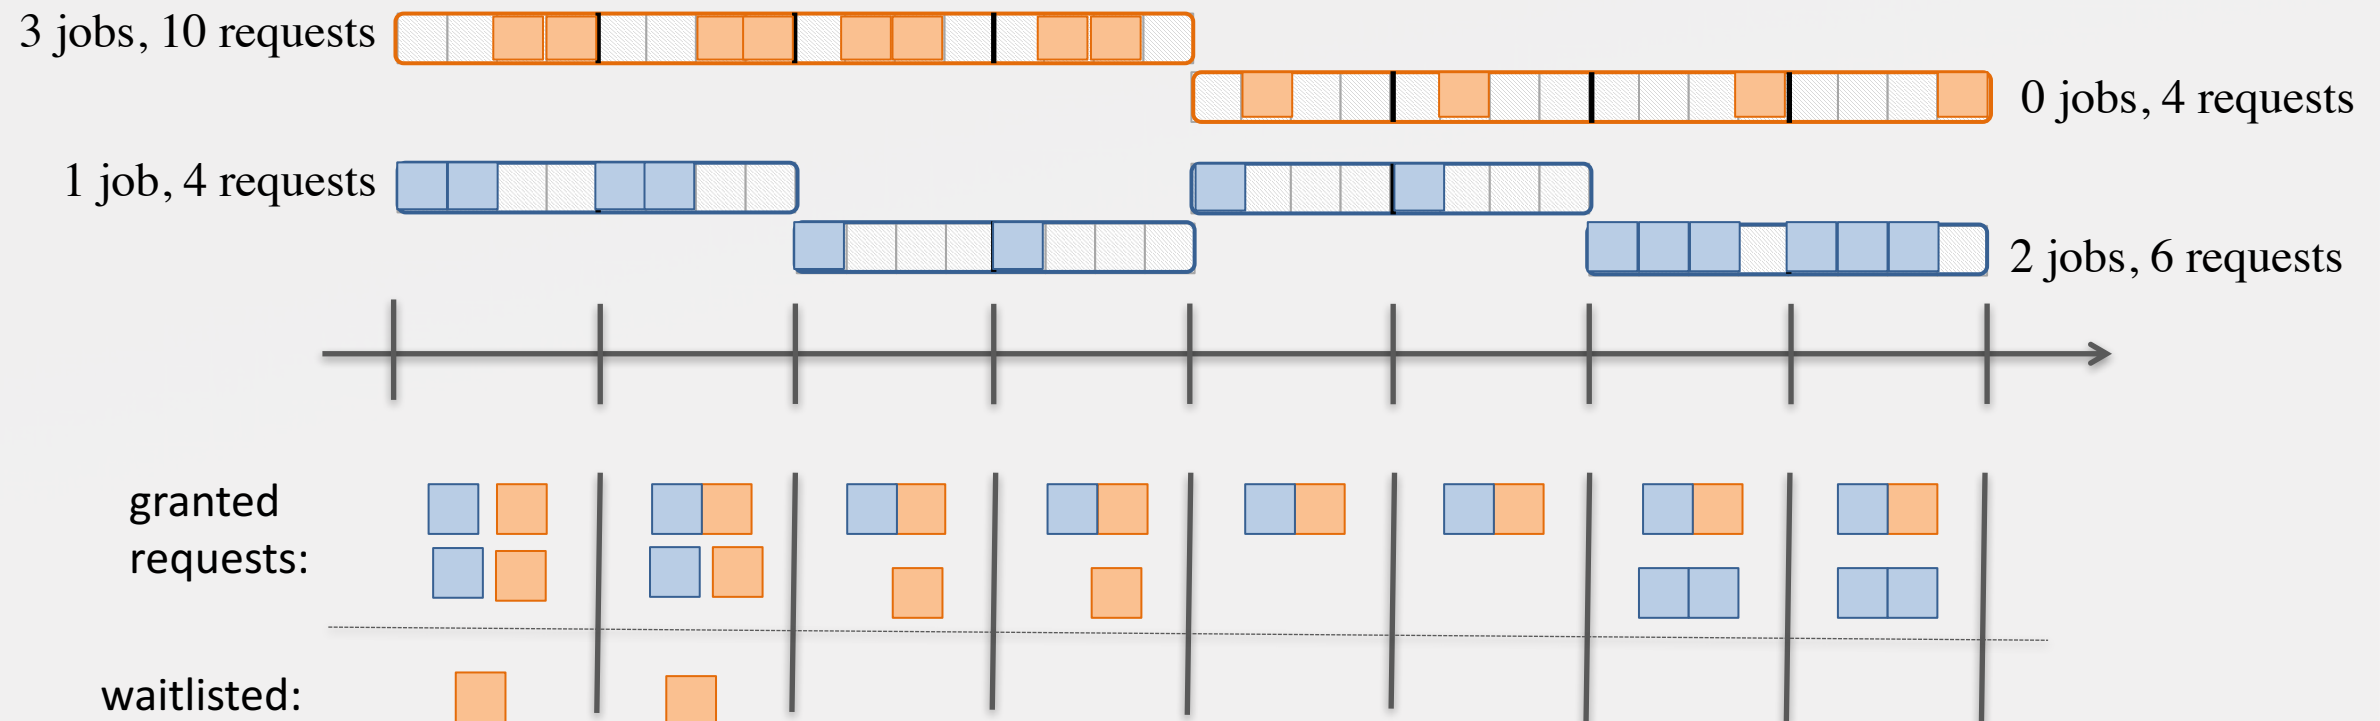 3 jobs, 10 requests
0 jobs, 4 requests
1 job, 4 requests
2 jobs, 6 requests
granted
requests:
waitlisted: